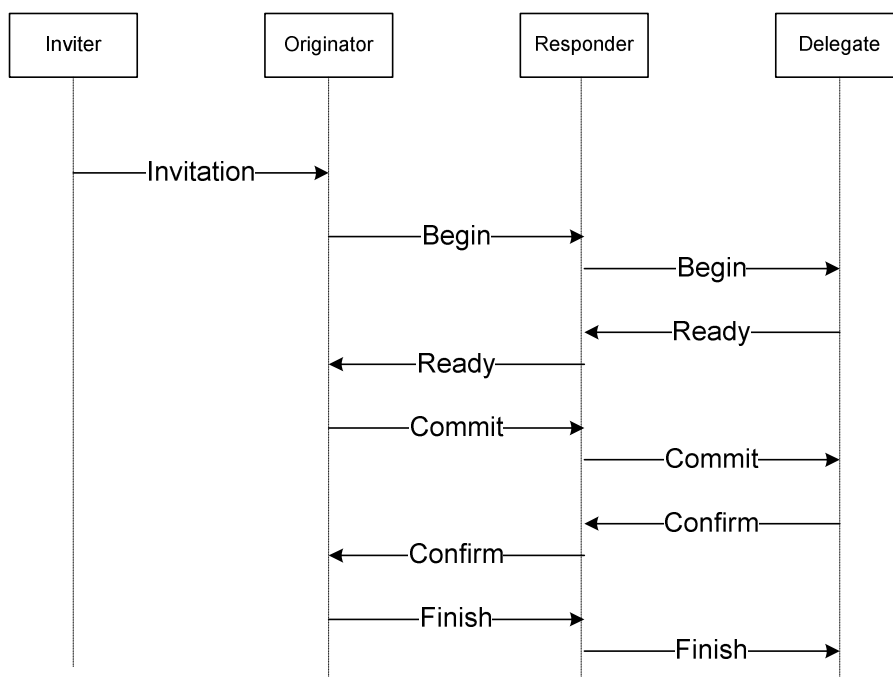 Inviter
Originator
Responder
Delegate
Invitation
Begin
Begin
Ready
Ready
Commit
Commit
Confirm
Confirm
Finish
Finish